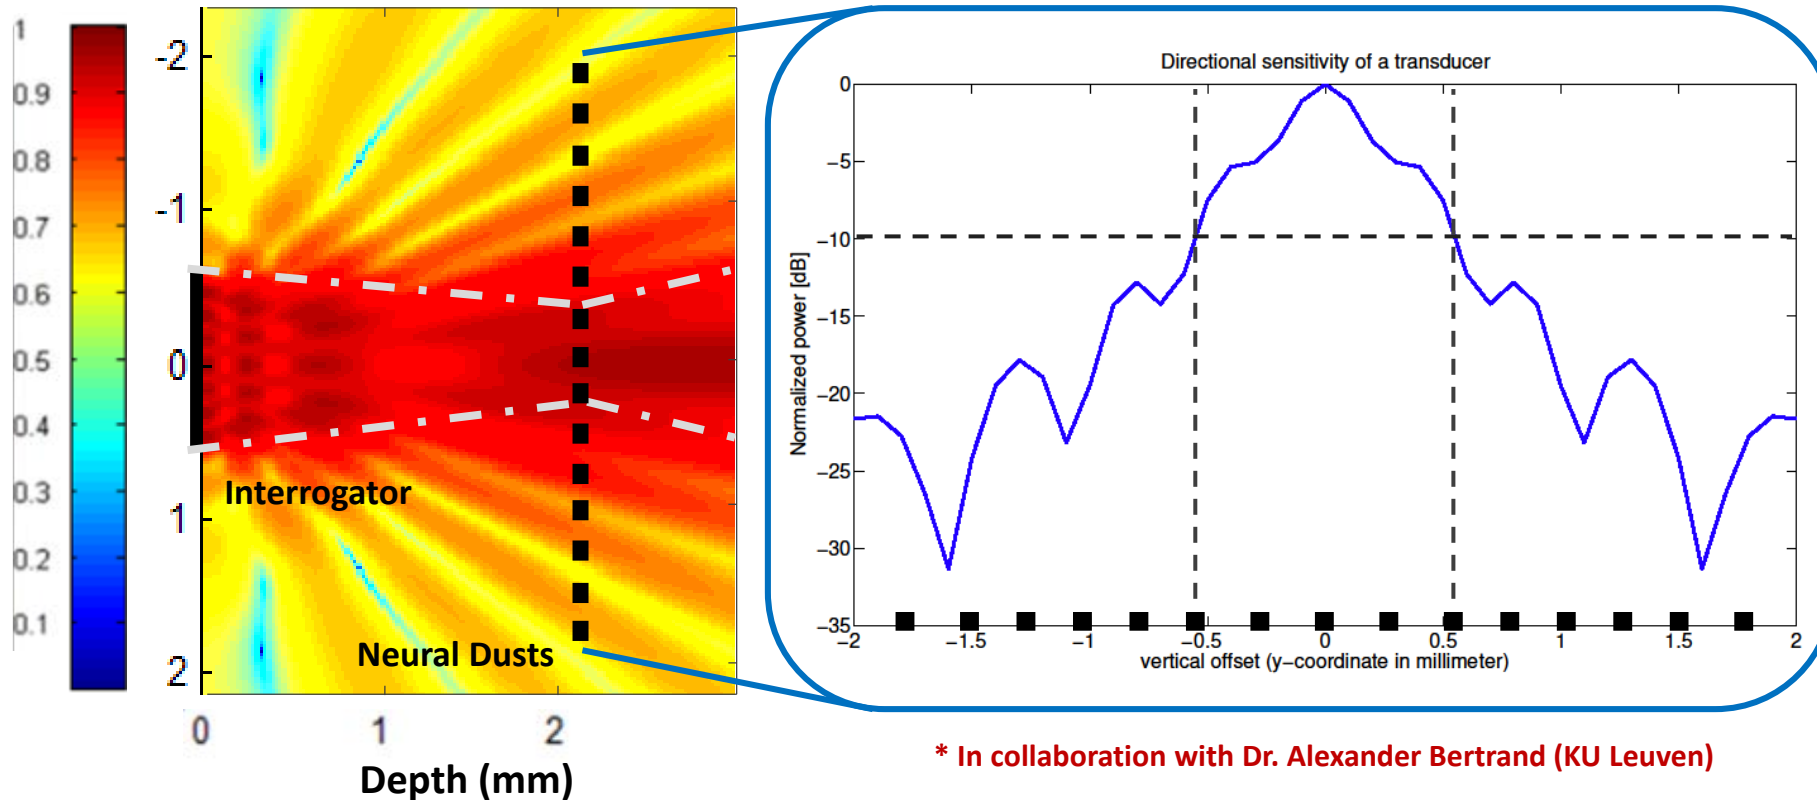 1
0.9
0.8
0.7
0.6
0.5
0.4
0.3
0.2
0.1
-2
-1
0
1
2
Interrogator
Neural Dusts
0 1 2
Depth (mm)
Directional sensitivity of a transducer
Normalized power [dB]
0
−5
−10
−15
−20
−25
−30
−35
−2 −1.5 −1 −0.5 0 0.5 1 1.5 2
vertical offset (y−coordinate in millimeter)
* In collaboration with Dr. Alexander Bertrand (KU Leuven)